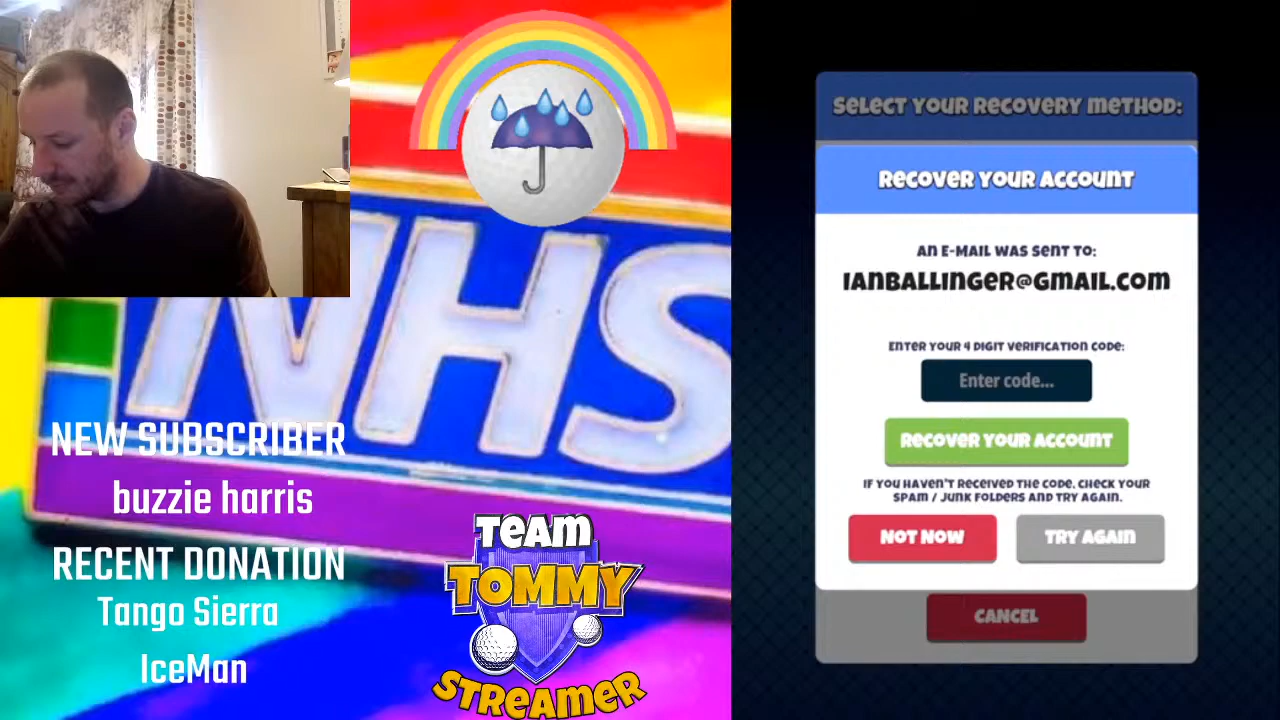 NHS
NEW SUBSCRIBER
buzzie harris
RECENT DONATION
Tango Sierra
IceMan
TEAM
TOMMY
STREAMER
SELECT YOUR RECOVERY METHOD:
RECOVER YOUR ACCOUNT
AN E-MAIL WAS SENT TO:
IANBALLINGER@GMAIL.COM
ENTER YOUR 4 DIGIT VERIFICATION CODE:
Enter code...
RECOVER YOUR ACCOUNT
IF YOU HAVEN'T RECEIVED THE CODE, CHECK YOUR
SPAM / JUNK FOLDERS AND TRY AGAIN.
NOT NOW
TRY AGAIN
CANCEL